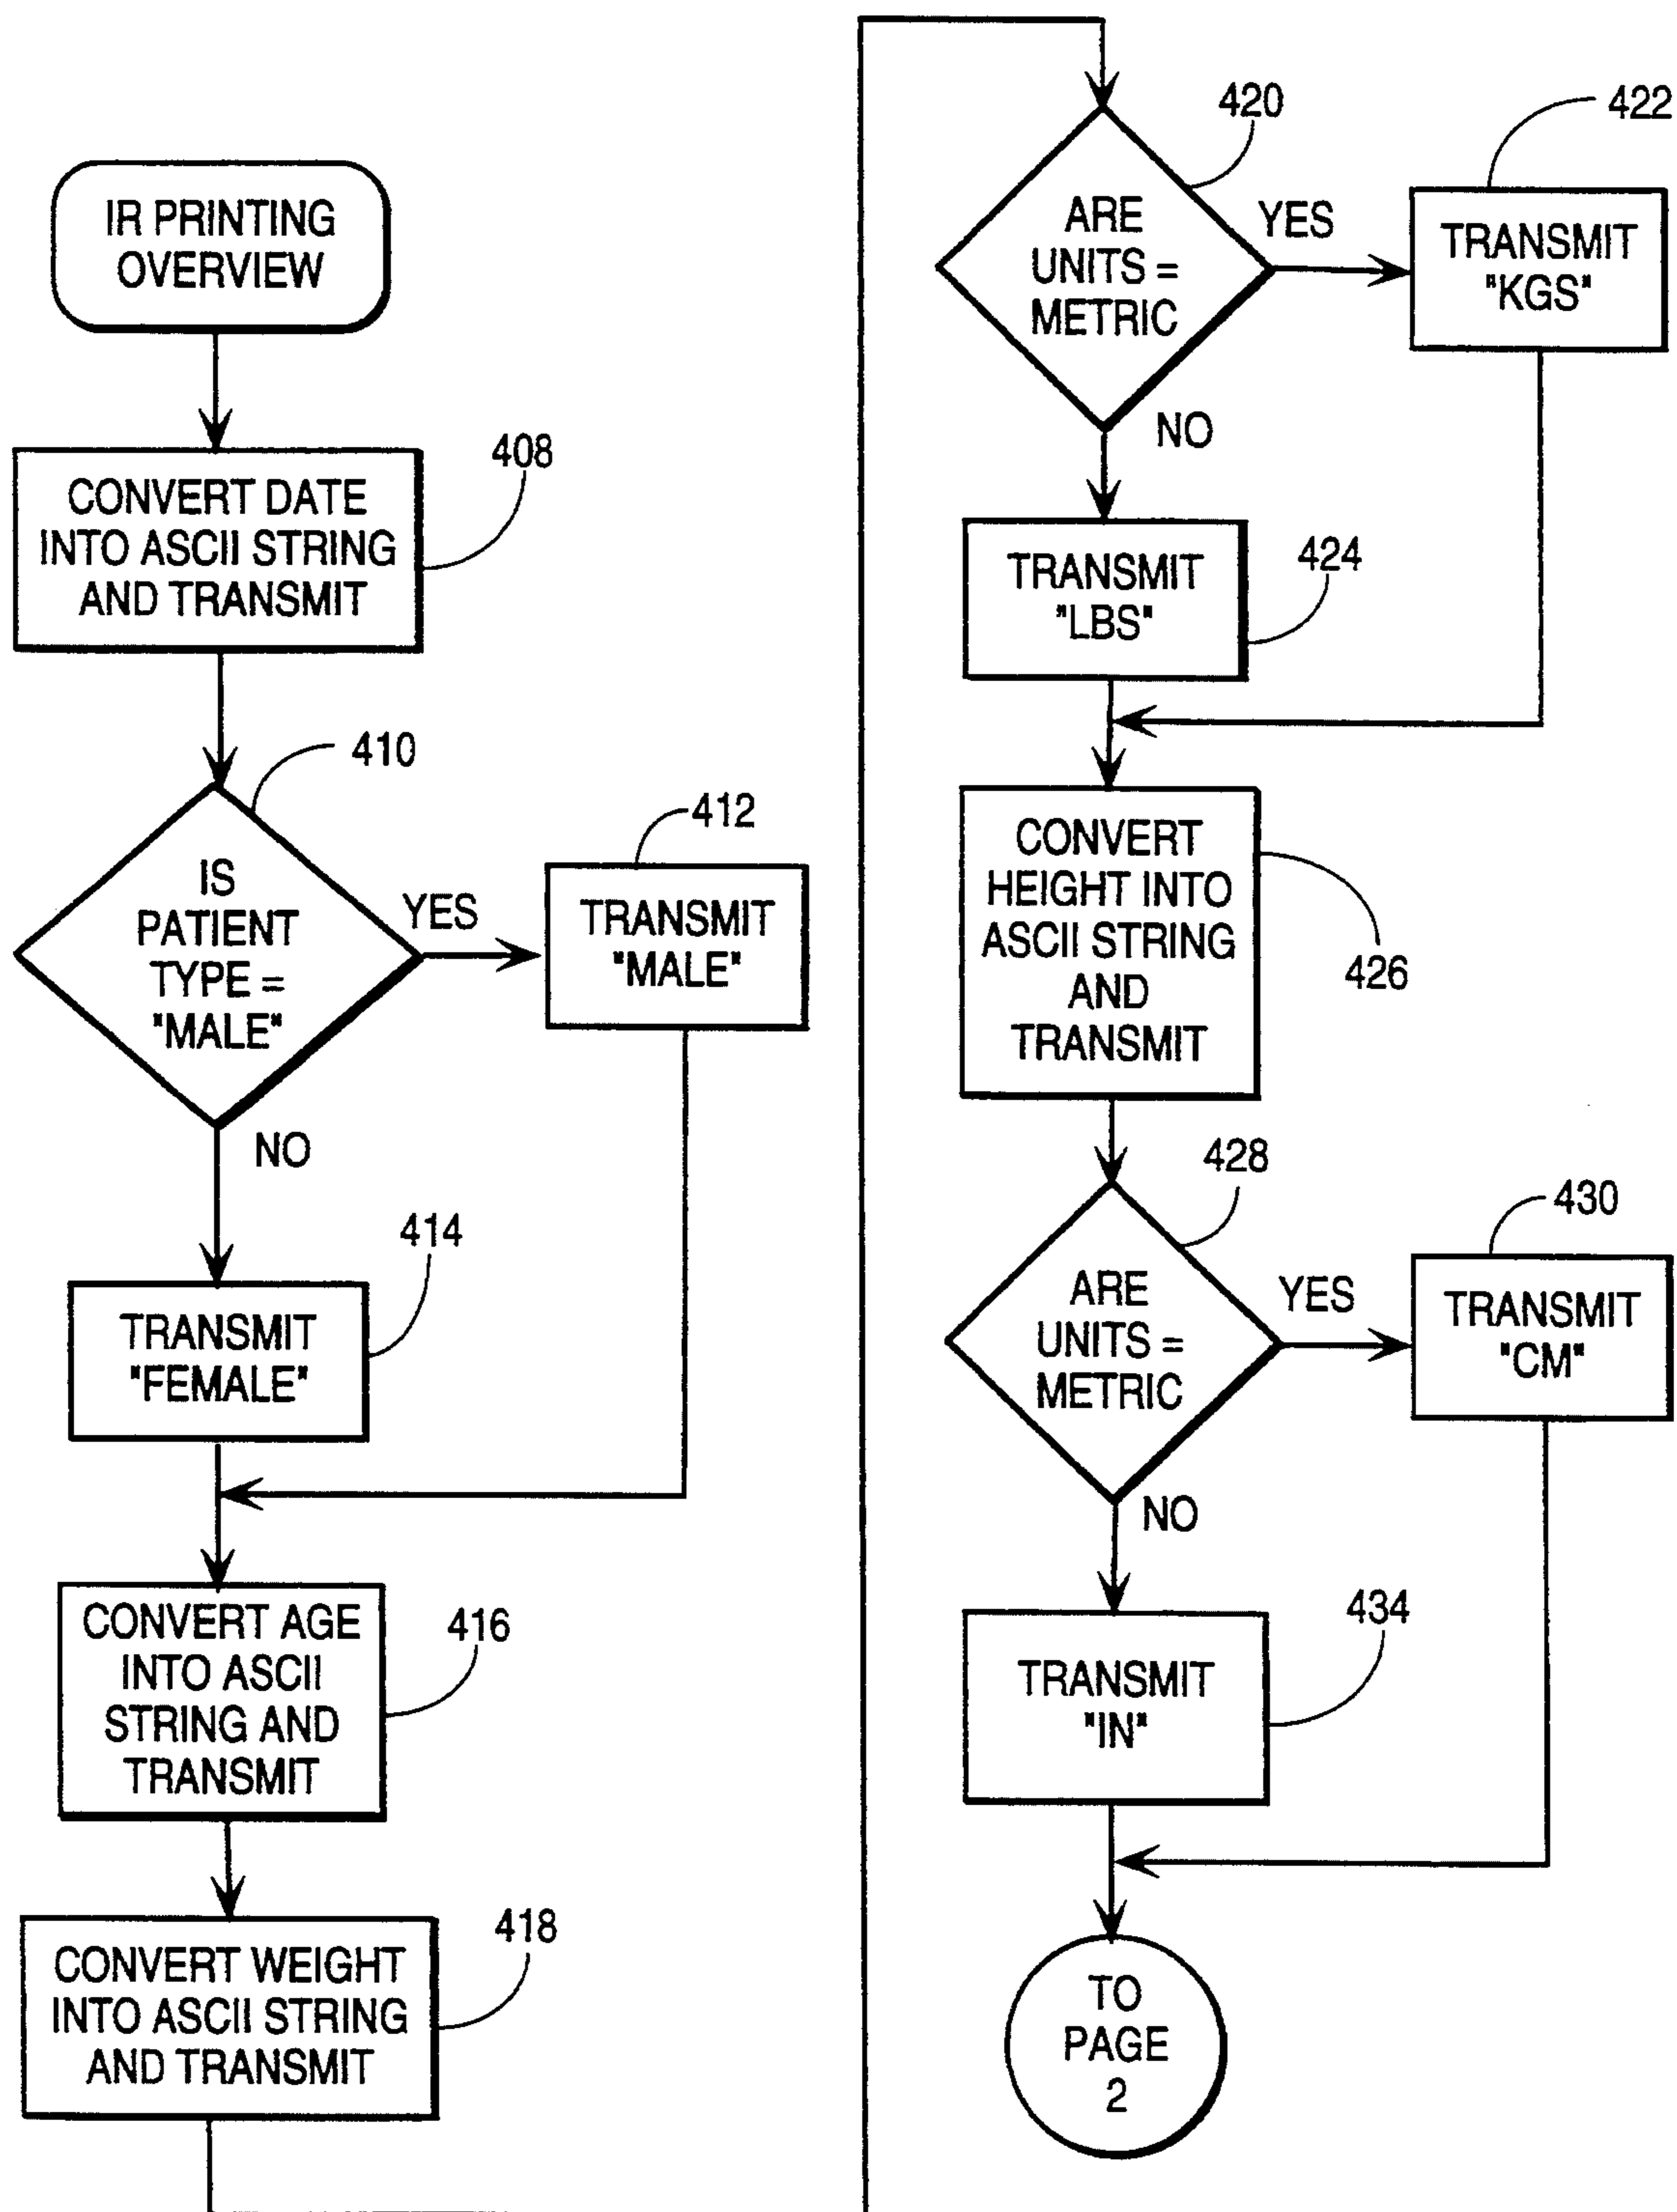 IR PRINTING
OVERVIEW
408
CONVERT DATE
INTO ASCII STRING
AND TRANSMIT
410
IS
PATIENT
TYPE =
"MALE"
YES
412
TRANSMIT
"MALE"
NO
414
TRANSMIT
"FEMALE"
416
CONVERT AGE
INTO ASCII
STRING AND
TRANSMIT
418
CONVERT WEIGHT
INTO ASCII STRING
AND TRANSMIT
420
ARE
UNITS =
METRIC
YES
422
TRANSMIT
"KGS"
NO
424
TRANSMIT
"LBS"
426
CONVERT
HEIGHT INTO
ASCII STRING
AND
TRANSMIT
428
ARE
UNITS =
METRIC
YES
430
TRANSMIT
"CM"
NO
434
TRANSMIT
"IN"
TO
PAGE
2